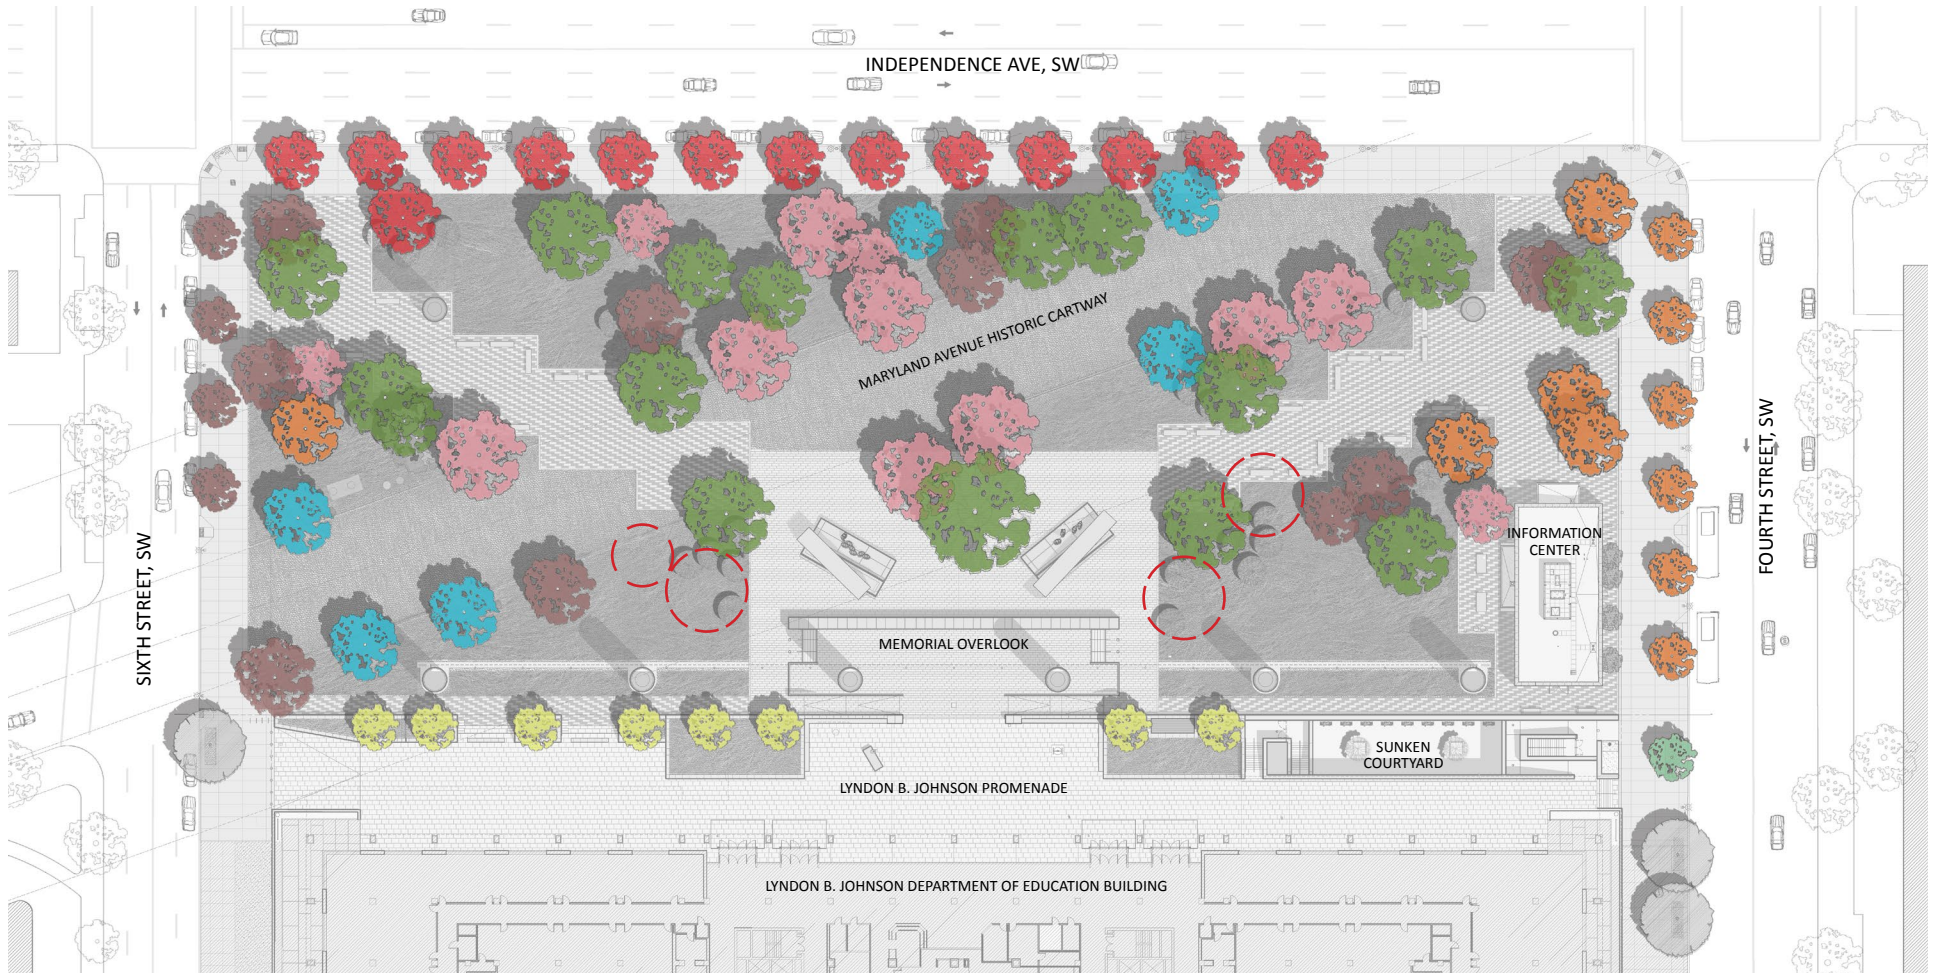 INDEPENDENCE AVE, SW
MARYLAND AVENUE HISTORIC CARTWAY
SIXTH STREET, SW
FOURTH STREET, SW
INFORMATION
CENTER
MEMORIAL OVERLOOK
SUNKEN
COURTYARD
LYNDON B. JOHNSON PROMENADE
LYNDON B. JOHNSON DEPARTMENT OF EDUCATION BUILDING